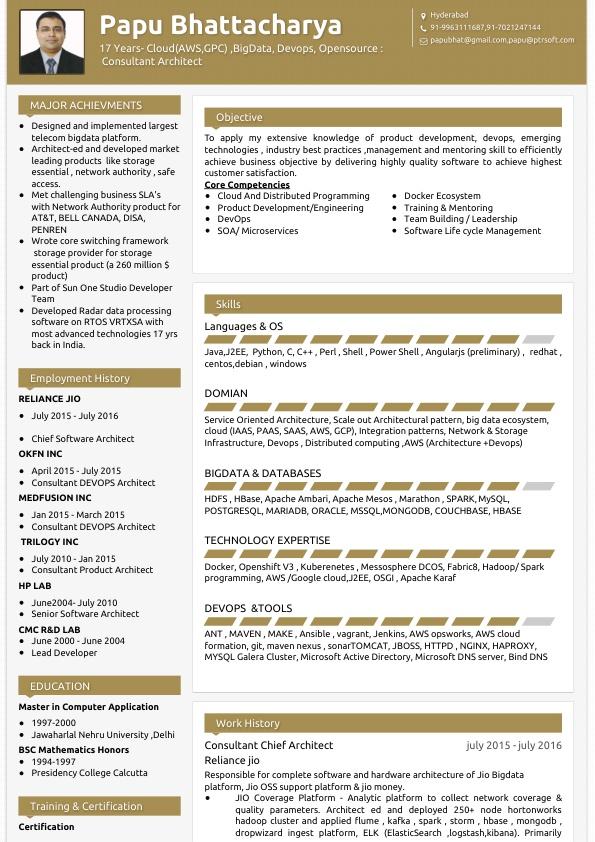 Papu Bhattacharya
17 Years- Cloud(AWS,GPC) ,BigData, Devops, Opensource :
Consultant Architect
Hyderabad
91-9963111687,91-7021247144
papubhat@gmail.com,papu@ptrsoft.com
MAJOR ACHIEVMENTS
• Designed and implemented largest
telecom bigdata platform.
• Architect-ed and developed market
leading products  like storage
essential , network authority , safe
access.
• Met challenging business SLA's
with Network Authority product for
AT&T, BELL CANADA, DISA,
PENREN
• Wrote core switching framework
storage provider for storage
essential product (a 260 million $
product)
• Part of Sun One Studio Developer
Team
• Developed Radar data processing
software on RTOS VRTXSA with
most advanced technologies 17 yrs
back in India.
Employment History
RELIANCE JIO
• July 2015 - July 2016
• Chief Software Architect
OKFN INC
• April 2015 - July 2015
• Consultant DEVOPS Architect
MEDFUSION INC
• Jan 2015 - March 2015
• Consultant DEVOPS Architect
TRILOGY INC
• July 2010 - Jan 2015
• Consultant Product Architect
HP LAB
• June2004- July 2010
• Senior Software Architect
CMC R&D LAB
• June 2000 - June 2004
• Lead Developer
EDUCATION
Master in Computer Application
• 1997-2000
• Jawaharlal Nehru University ,Delhi
BSC Mathematics Honors
• 1994-1997
• Presidency College Calcutta
Training & Certification
Certification
Objective
To apply my extensive knowledge of product development, devops, emerging
technologies , industry best practices ,management and mentoring skill to efficiently
achieve business objective by delivering highly quality software to achieve highest
customer satisfaction.
Core Competencies
• Cloud And Distributed Programming
• Product Development/Engineering
• DevOps
• SOA/ Microservices
• Docker Ecosystem
• Training & Mentoring
• Team Building / Leadership
• Software Life cycle Management
Skills
Languages & OS
Java,J2EE,  Python, C, C++ , Perl , Shell , Power Shell , Angularjs (preliminary) ,  redhat ,
centos,debian , windows
DOMIAN
Service Oriented Architecture, Scale out Architectural pattern, big data ecosystem,
cloud (IAAS, PAAS, SAAS, AWS, GCP), Integration patterns, Network & Storage
Infrastructure, Devops , Distributed computing ,AWS (Architecture +Devops)
BIGDATA & DATABASES
HDFS , HBase, Apache Ambari, Apache Mesos , Marathon , SPARK, MySQL,
POSTGRESQL, MARIADB, ORACLE, MSSQL,MONGODB, COUCHBASE, HBASE
TECHNOLOGY EXPERTISE
Docker, Openshift V3 , Kuberenetes , Messosphere DCOS, Fabric8, Hadoop/ Spark
programming, AWS /Google cloud,J2EE, OSGI , Apache Karaf
DEVOPS  &TOOLS
ANT , MAVEN , MAKE , Ansible , vagrant, Jenkins, AWS opsworks, AWS cloud
formation, git, maven nexus , sonarTOMCAT, JBOSS, HTTPD , NGINX, HAPROXY,
MYSQL Galera Cluster, Microsoft Active Directory, Microsoft DNS server, Bind DNS
Work History
Consultant Chief Architect july 2015 - july 2016
Reliance jio
Responsible for complete software and hardware architecture of Jio Bigdata
platform, Jio OSS support platform & jio money.
• JIO Coverage Platform - Analytic platform to collect network coverage &
quality parameters. Architect ed and deployed 250+ node hortonworks
hadoop cluster and applied flume , kafka , spark , storm , hbase , mongodb ,
dropwizard ingest platform, ELK (ElasticSearch ,logstash,kibana). Primarily